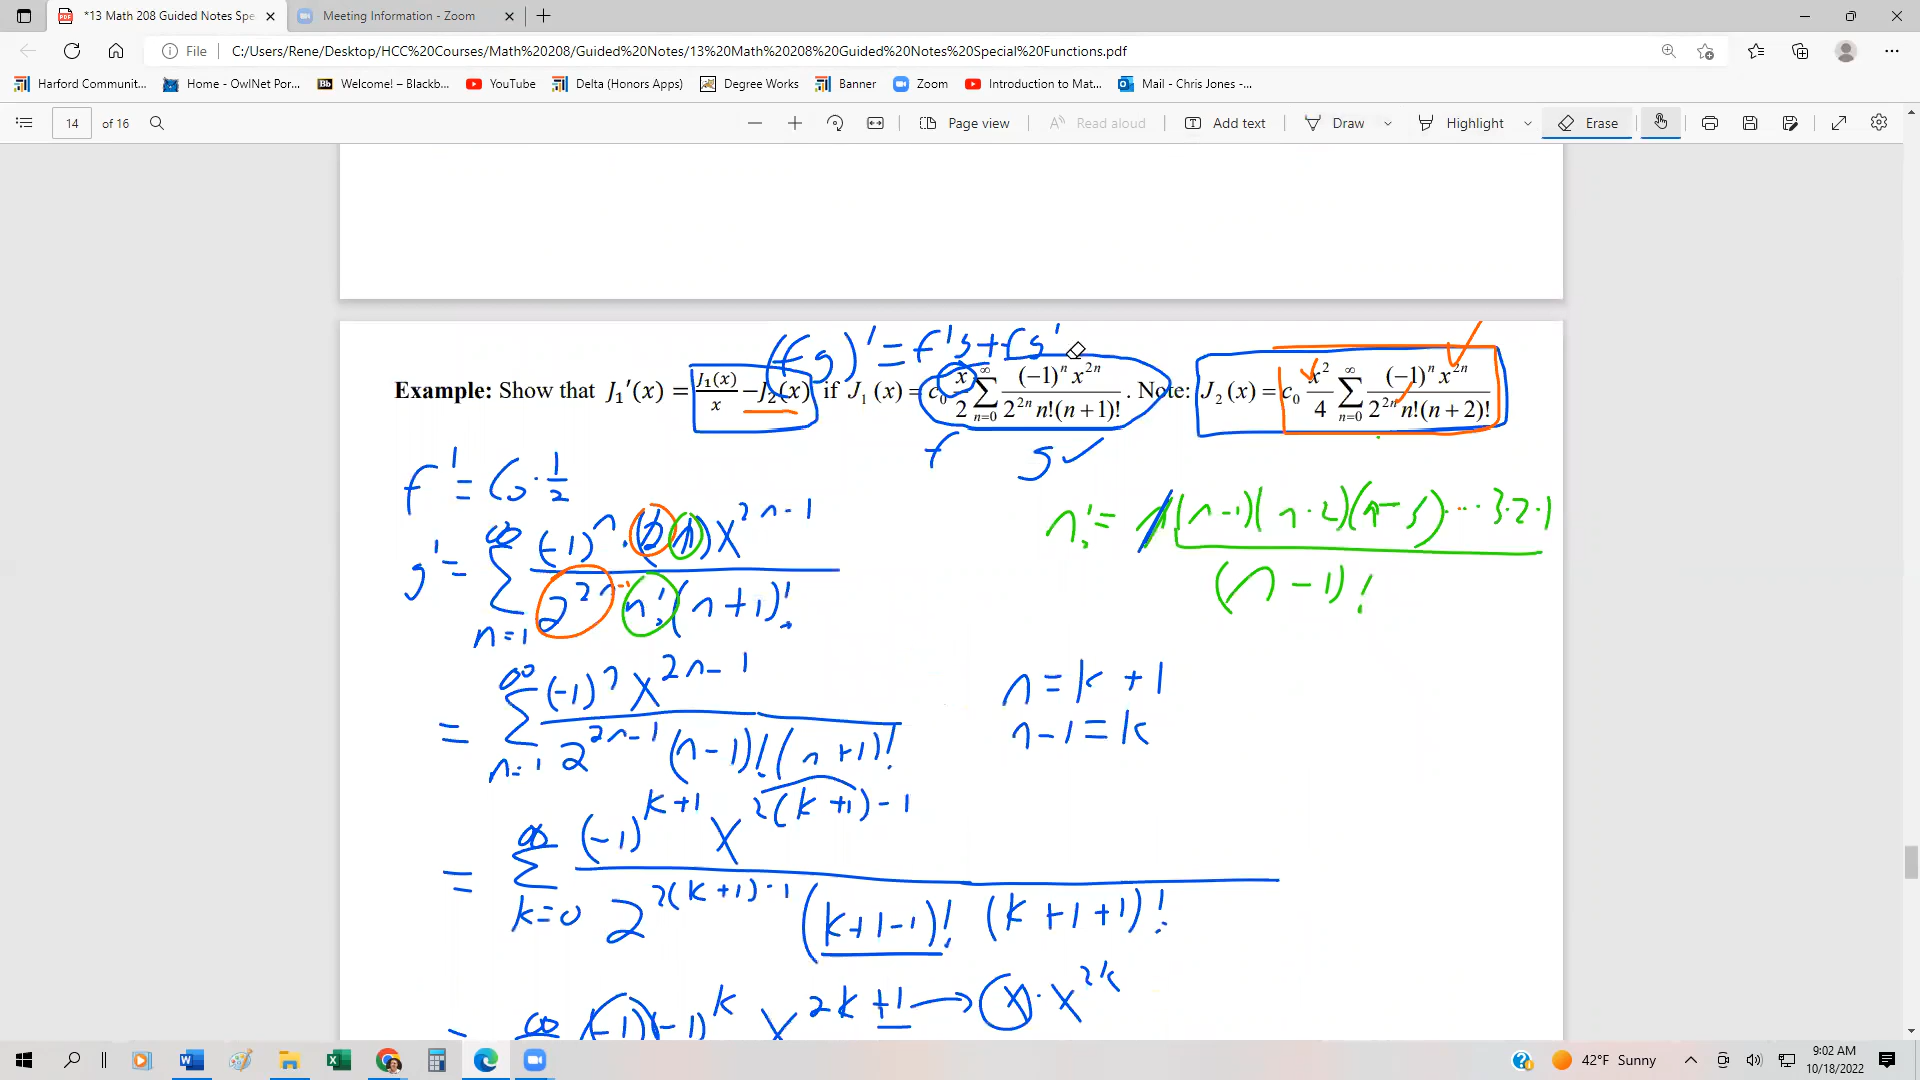 *13 Math 208 Guided Notes Spe
Meeting Information - Zoom
File
C:/Users/Rene/Desktop/HCC%20Courses/Math%20208/Guided%20Notes/13%20Math%20208%20Guided%20Notes%20Special%20Functions.pdf
Harford Communit...
Home - OwlNet Por...
Bb Welcome! – Blackb...
YouTube
Delta (Honors Apps)
Degree Works
Banner
Zoom
Introduction to Mat...
Mail - Chris Jones -...
14 of 16
Page view
Read aloud
Add text
Draw
Highlight
Erase
(fg)' = f'g + fg'
Example: Show that J₁'(x) = J₁(x)/x − J₂(x) if J₁(x) = c₀ x/2 ∑ n=0 ∞ (−1)ⁿ x²ⁿ / 2²ⁿ n!(n+1)! . Note: J₂(x) = c₀ x²/4 ∑ n=0 ∞ (−1)ⁿ x²ⁿ / 2²ⁿ n!(n+2)!
f g ✓
f' = C₀ · 1/2
n! = n(n-1)(n-2)(n-3)· ... 3·2·1
(n-1)!
g' = ∑ n=1 ∞ (-1)ⁿ · (2)(n) x^(2n-1) / 2^(2n-1) n! (n+1)!
= ∑ n=1 ∞ (-1)ⁿ x^(2n-1) / 2^(2n-1) (n-1)! (n+1)!
n = k + 1
n-1 = k
= ∑ k=0 ∞ (-1)^(k+1) x^(2(k+1)-1) / 2^(2(k+1)-1) (k+1-1)! (k+1+1)!
= ∞ (-1)(-1)^k x^(2k+1) → x · x^(2k)
42°F Sunny
9:02 AM
10/18/2022